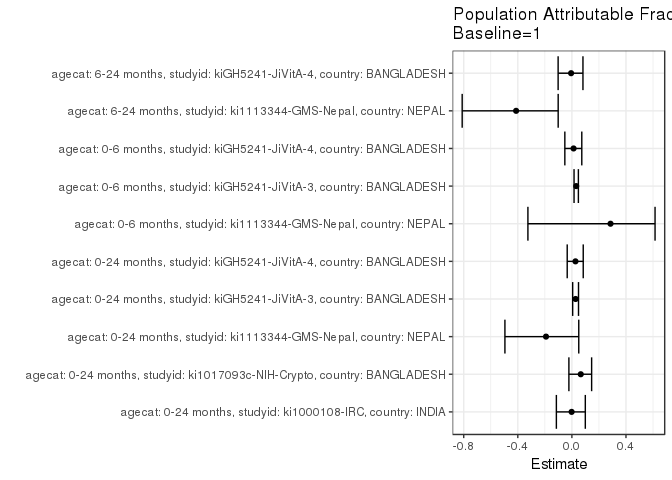 Population Attributable Frac
Baseline=1
agecat: 6-24 months, studyid: kiGH5241-JiVitA-4, country: BANGLADESH
agecat: 6-24 months, studyid: ki1113344-GMS-Nepal, country: NEPAL
agecat: 0-6 months, studyid: kiGH5241-JiVitA-4, country: BANGLADESH
agecat: 0-6 months, studyid: kiGH5241-JiVitA-3, country: BANGLADESH
agecat: 0-6 months, studyid: ki1113344-GMS-Nepal, country: NEPAL
agecat: 0-24 months, studyid: kiGH5241-JiVitA-4, country: BANGLADESH
agecat: 0-24 months, studyid: kiGH5241-JiVitA-3, country: BANGLADESH
agecat: 0-24 months, studyid: ki1113344-GMS-Nepal, country: NEPAL
agecat: 0-24 months, studyid: ki1017093c-NIH-Crypto, country: BANGLADESH
agecat: 0-24 months, studyid: ki1000108-IRC, country: INDIA
-0.8 -0.4 0.0 0.4
Estimate